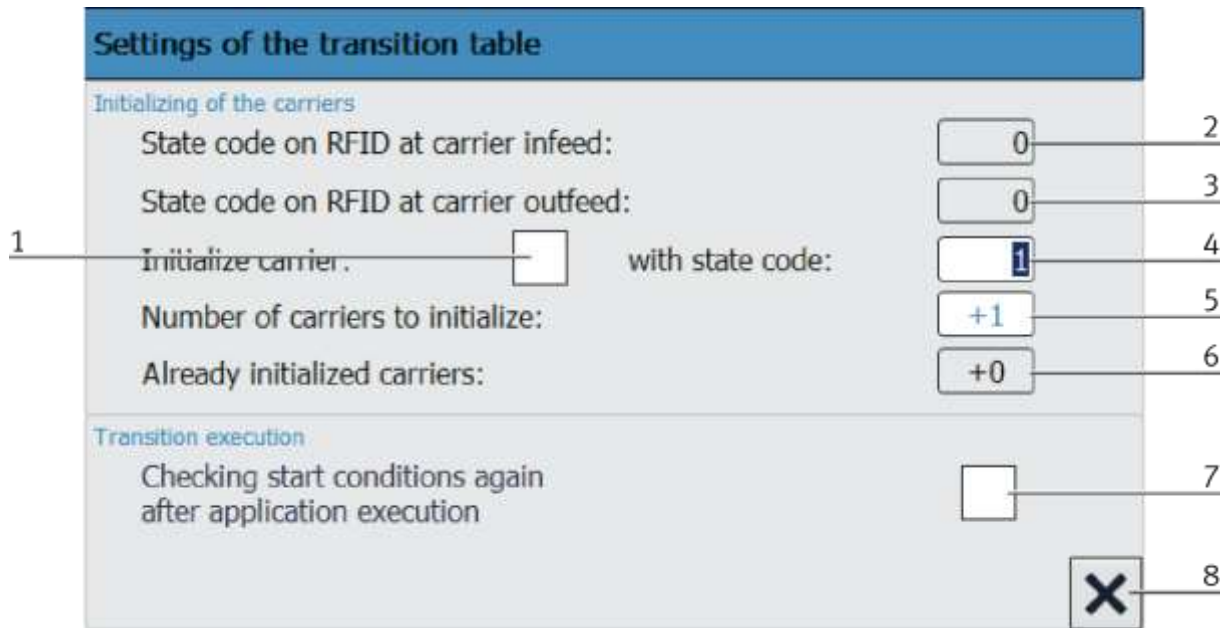 Settings of the transition table
Initializing of the carriers
State code on RFID at carrier infeed: 0 2
State code on RFID at carrier outfeed: 0 3
1 Initialize carrier: with state code: 1 4
Number of carriers to initialize: +1 5
Already initialized carriers: +0 6
Transition execution
Checking start conditions again
after application execution
7
8